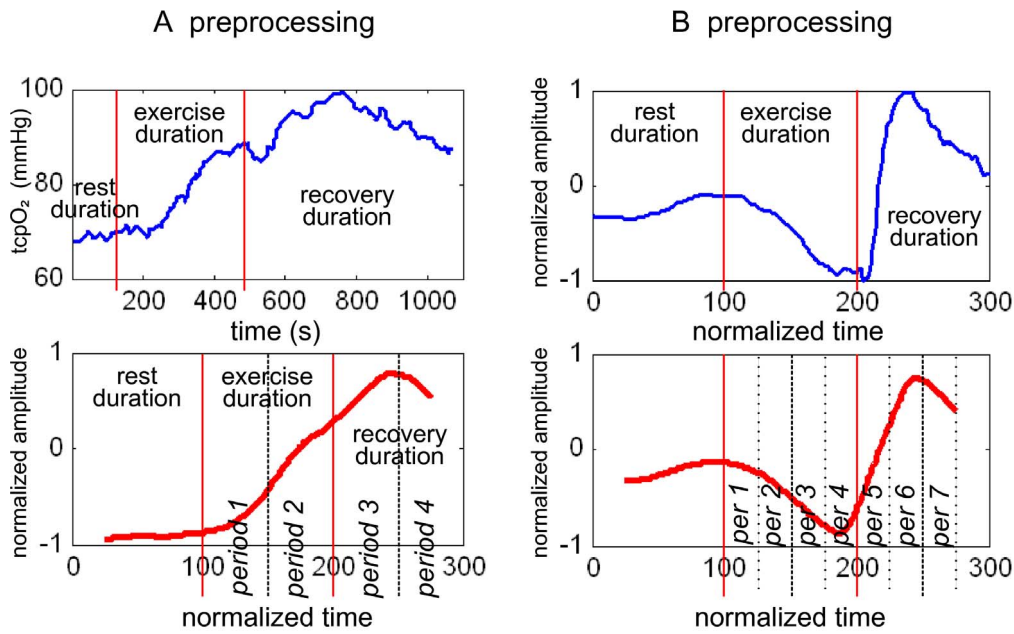 A preprocessing
100
80
60
tcpO₂ (mmHg)
rest
duration
exercise
duration
recovery
duration
200 400 600 800 1000
time (s)
1
0
-1
normalized amplitude
rest
duration
exercise
duration
recovery
duration
period 1
period 2
period 3
period 4
0 100 200 300
normalized time
B preprocessing
1
0
-1
normalized amplitude
rest
duration
exercise
duration
recovery
duration
0 100 200 300
normalized time
1
0
-1
normalized amplitude
per 1
per 2
per 3
per 4
per 5
per 6
per 7
0 100 200 300
normalized time